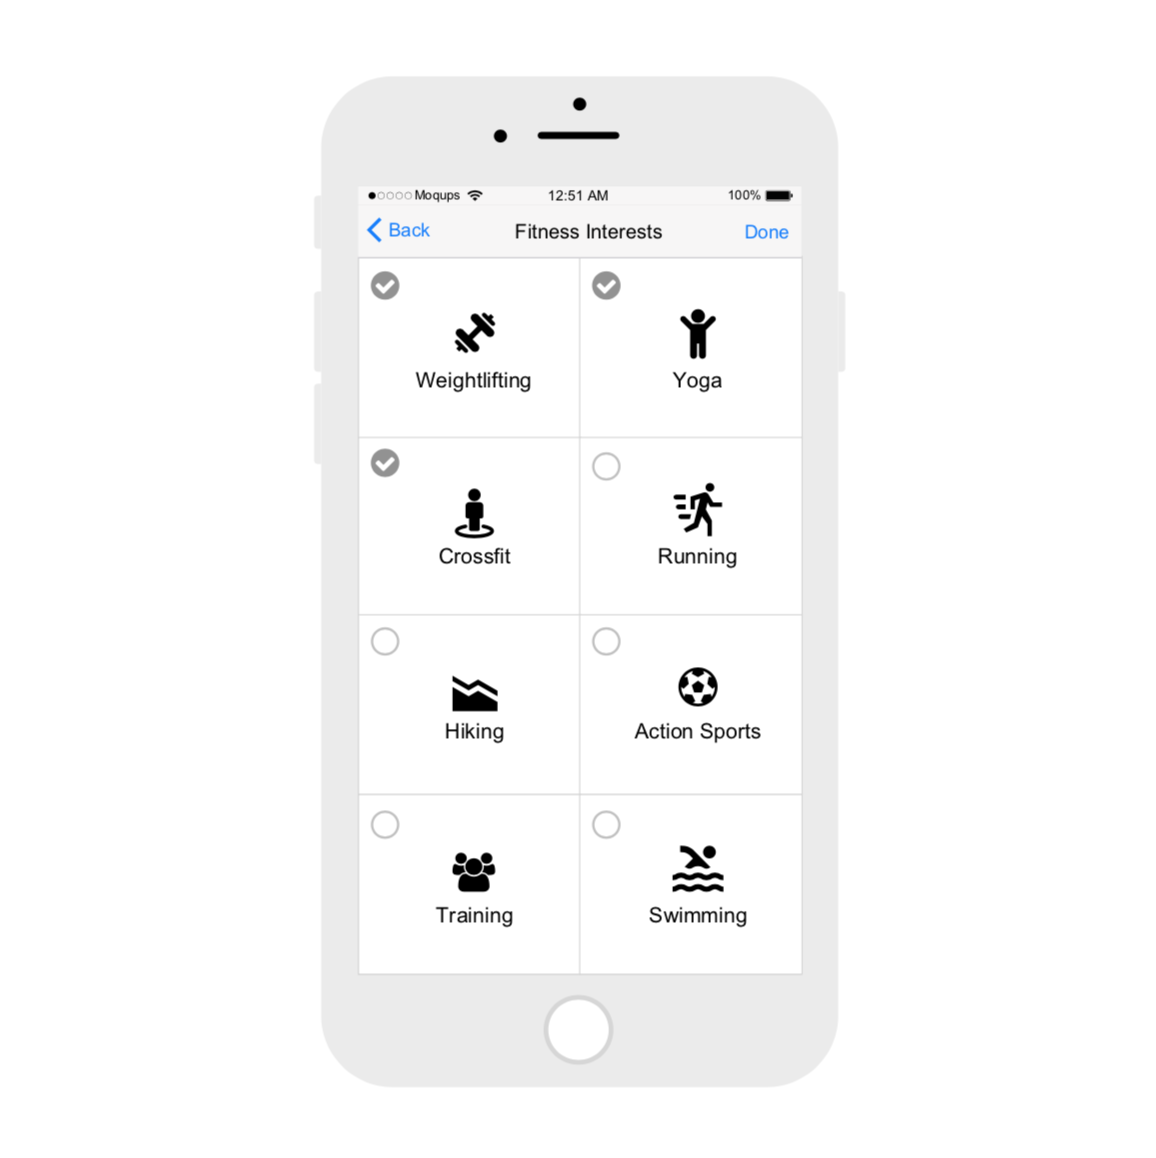 Moqups 12:51 AM 100%
Back Fitness Interests Done
Weightlifting Yoga
Crossfit Running
Hiking Action Sports
Training Swimming